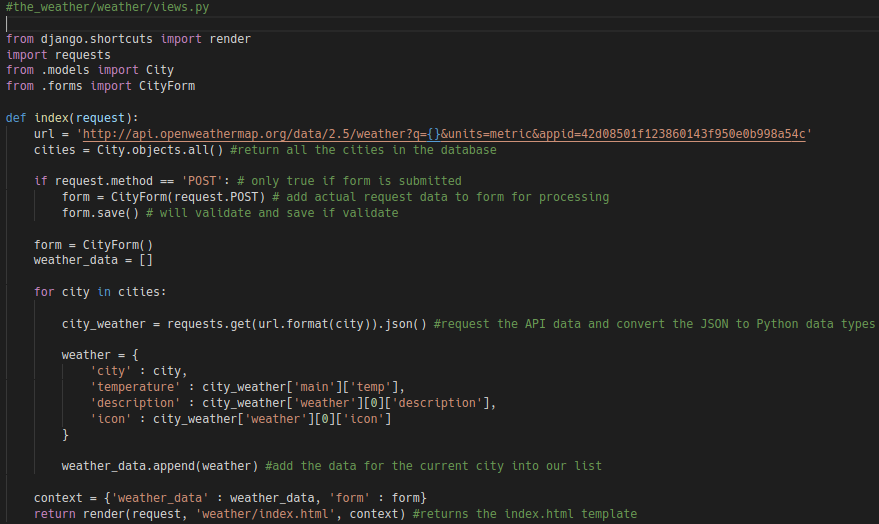 #the_weather/weather/views.py
from django.shortcuts import render
import requests
from .models import City
from .forms import CityForm
def index(request):
url = 'http://api.openweathermap.org/data/2.5/weather?q={}&units=metric&appid=42d08501f123860143f950e0b998a54c'
cities = City.objects.all() #return all the cities in the database
if request.method == 'POST': # only true if form is submitted
form = CityForm(request.POST) # add actual request data to form for processing
form.save() # will validate and save if validate
form = CityForm()
weather_data = []
for city in cities:
city_weather = requests.get(url.format(city)).json() #request the API data and convert the JSON to Python data types
weather = {
'city' : city,
'temperature' : city_weather['main']['temp'],
'description' : city_weather['weather'][0]['description'],
'icon' : city_weather['weather'][0]['icon']
}
weather_data.append(weather) #add the data for the current city into our list
context = {'weather_data' : weather_data, 'form' : form}
return render(request, 'weather/index.html', context) #returns the index.html template